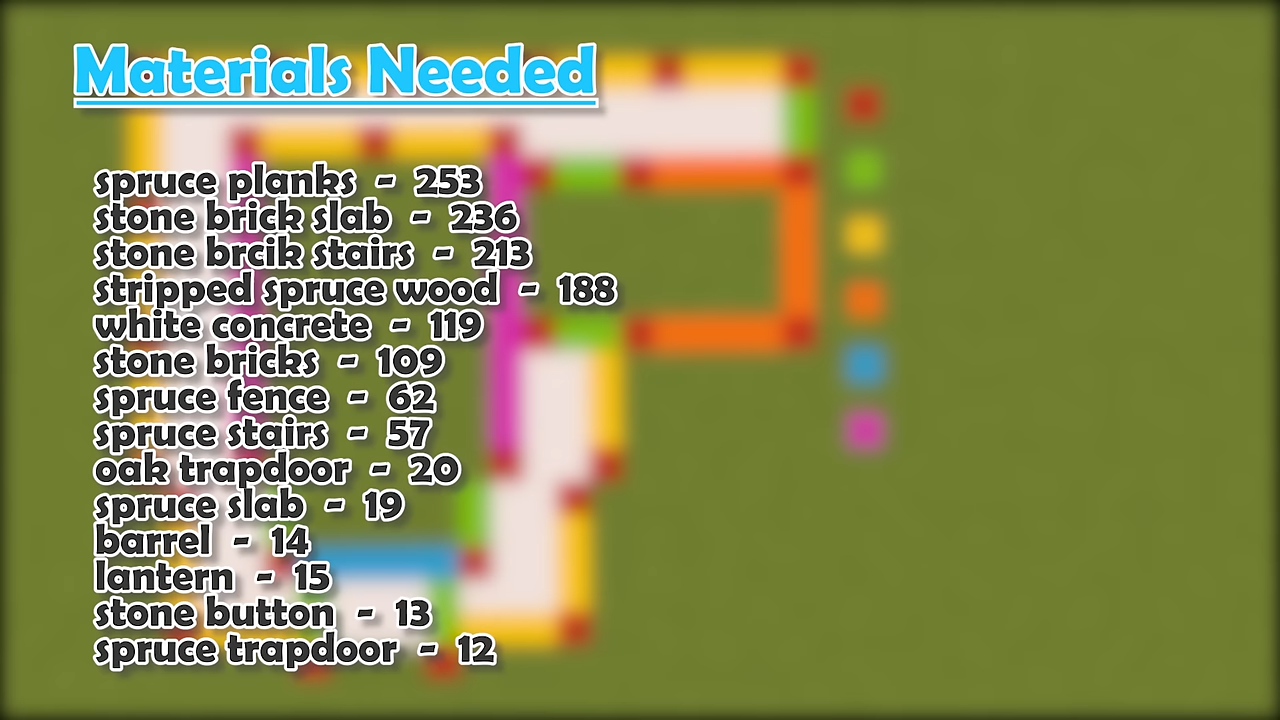 Materials Needed
spruce planks - 253
stone brick slab - 236
stone brcik stairs - 213
stripped spruce wood - 188
white concrete - 119
stone bricks - 109
spruce fence - 62
spruce stairs - 57
oak trapdoor - 20
spruce slab - 19
barrel - 14
lantern - 15
stone button - 13
spruce trapdoor - 12